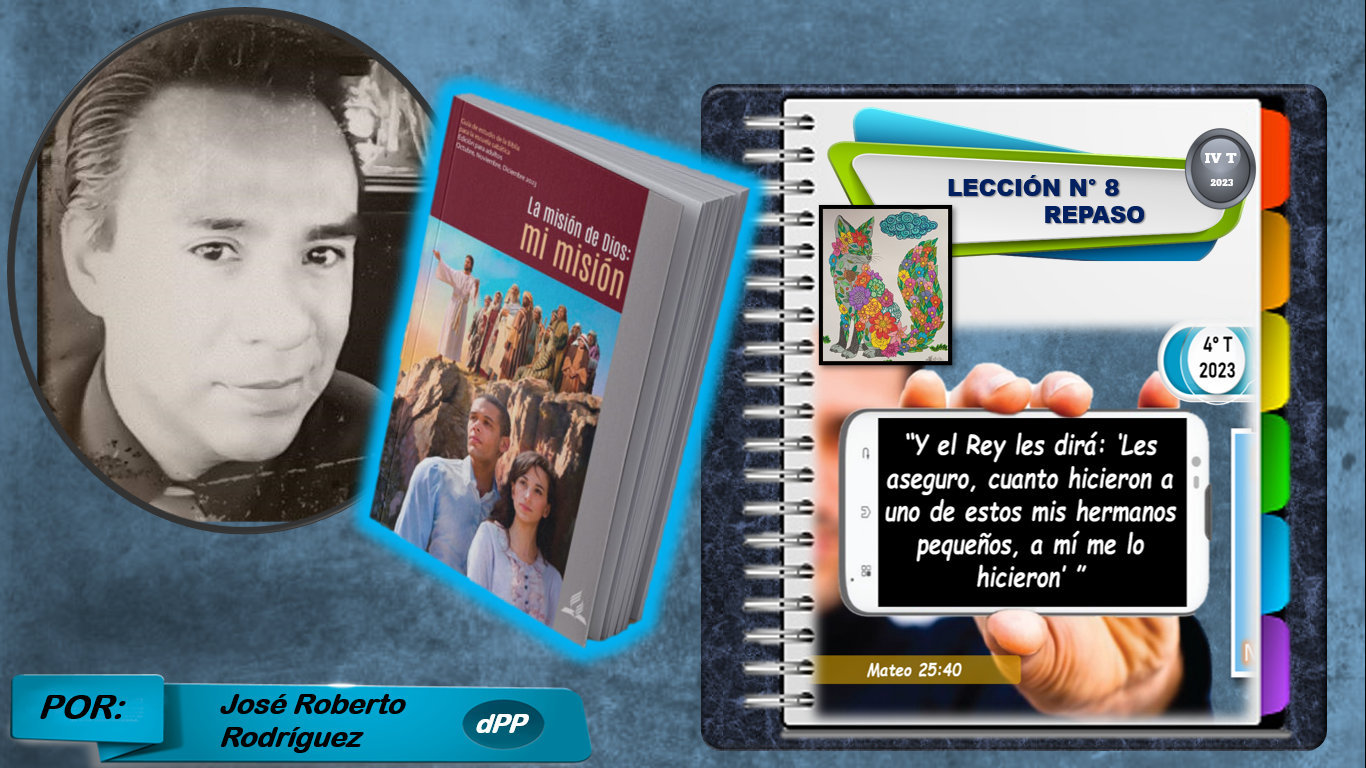 Guía de estudio de la Biblia
para la escuela sabática
Edición para adultos
Octubre, Noviembre, Diciembre 2023
La misión de Dios:
mi misión
LECCIÓN N° 8
REPASO
IV T
2023
4º T
2023
“Y el Rey les dirá: ‘Les
aseguro, cuanto hicieron a
uno de estos mis hermanos
pequeños, a mí me lo
hicieron’ ”
Mateo 25:40
N
POR:
José Roberto
Rodríguez
dPP